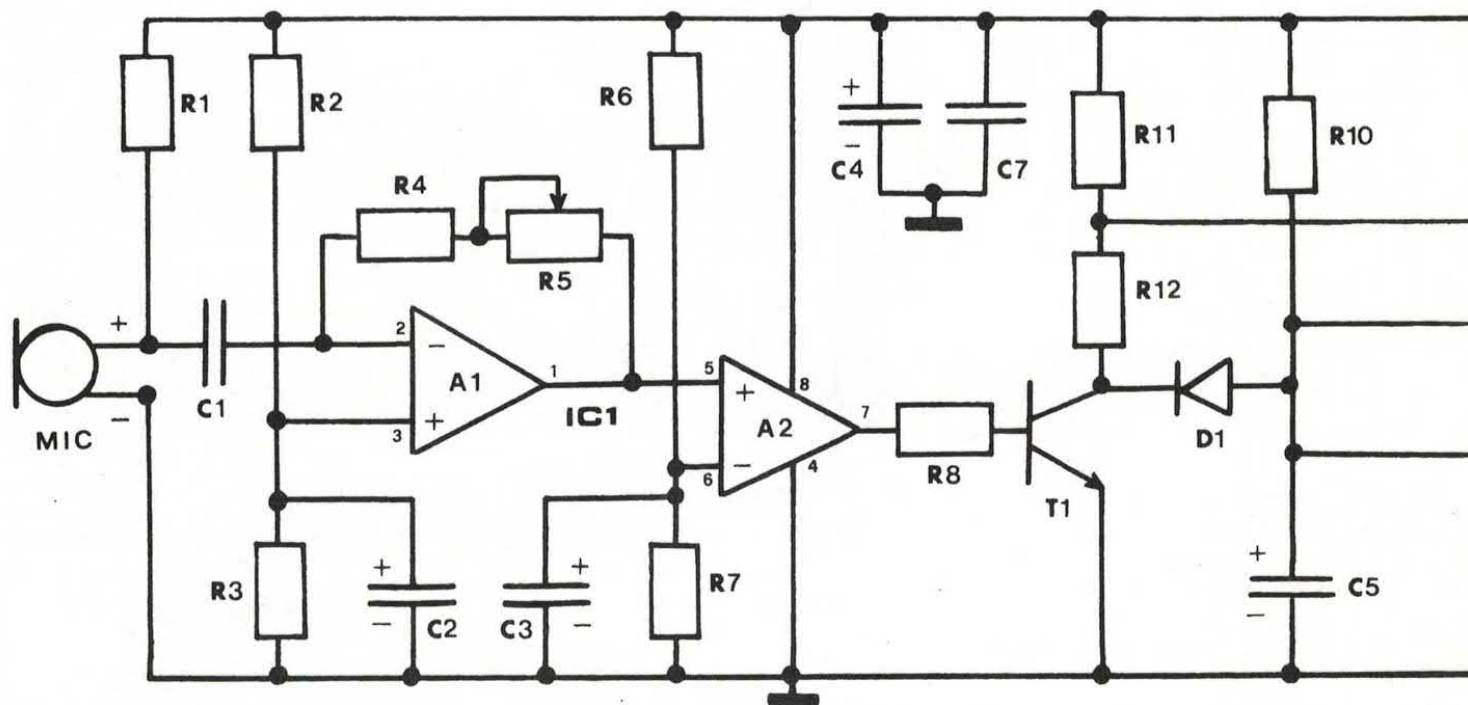 R1
R2
R6
+
−
C4
C7
R11
R10
R4
R5
R12
+
−
MIC
C1
2
−
A1
+
3
1
IC1
5
+
8
A2
−
6
4
7
R8
T1
D1
R3
+
−
C2
C3
+
−
R7
+
−
C5